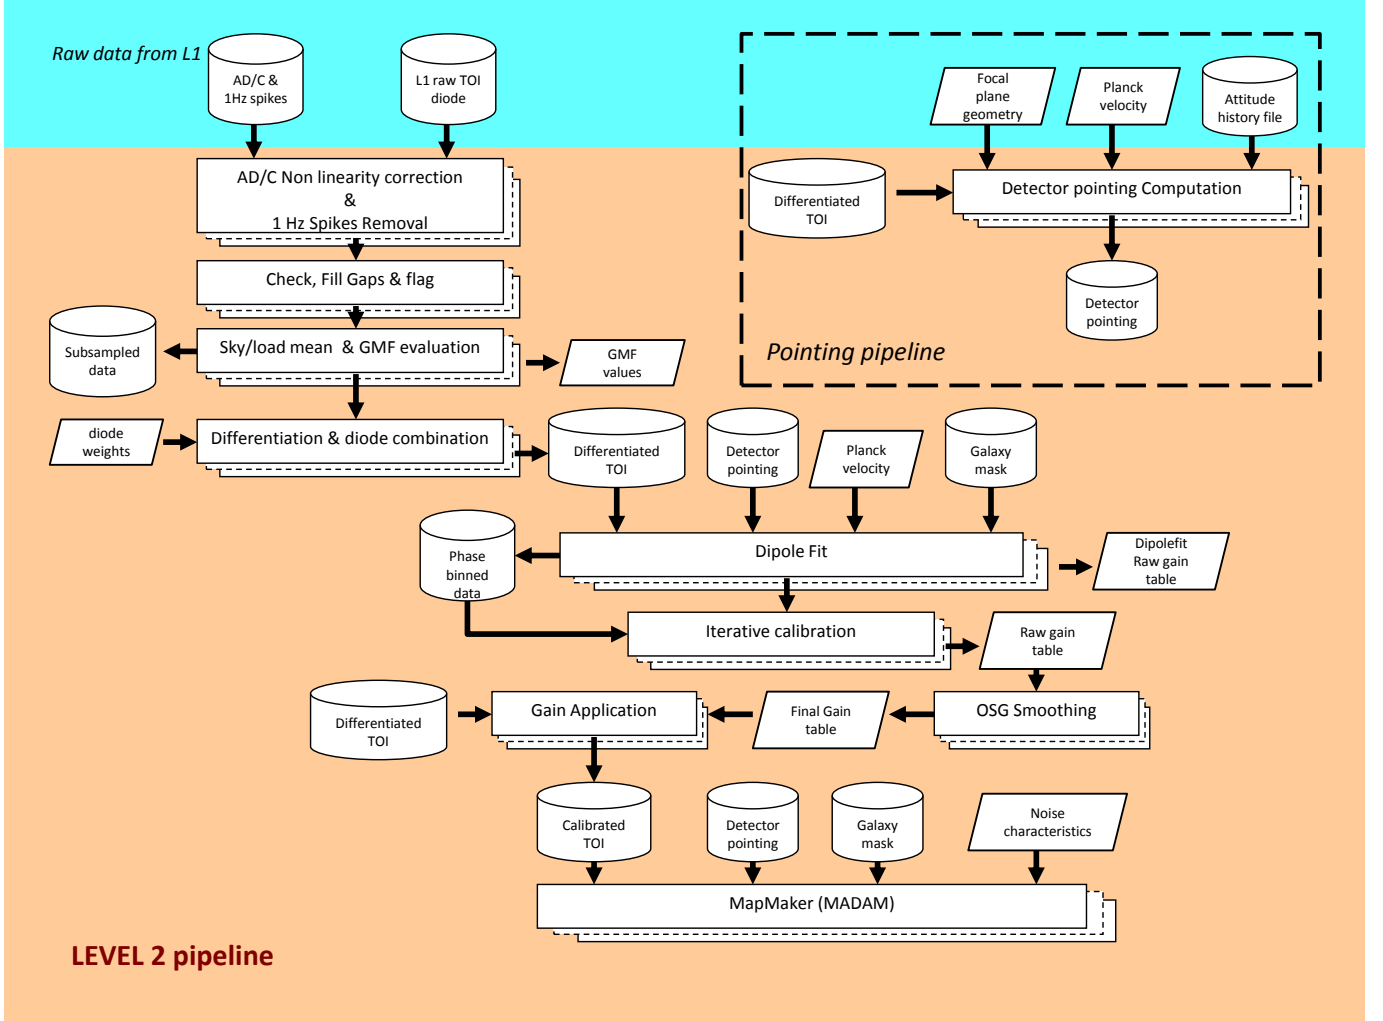 Raw data from L1
AD/C &
1Hz spikes
L1 raw TOI
diode
Focal
plane
geometry
Planck
velocity
Attitude
history file
AD/C Non linearity correction
&
1 Hz Spikes Removal
Differentiated
TOI
Detector pointing Computation
Check, Fill Gaps & flag
Detector
pointing
Subsampled
data
Sky/load mean & GMF evaluation
GMF
values
Pointing pipeline
diode
weights
Differentiation & diode combination
Differentiated
TOI
Detector
pointing
Planck
velocity
Galaxy
mask
Phase
binned
data
Dipole Fit
Dipolefit
Raw gain
table
Iterative calibration
Raw gain
table
Differentiated
TOI
Gain Application
Final Gain
table
OSG Smoothing
Calibrated
TOI
Detector
pointing
Galaxy
mask
Noise
characteristics
MapMaker (MADAM)
LEVEL 2 pipeline